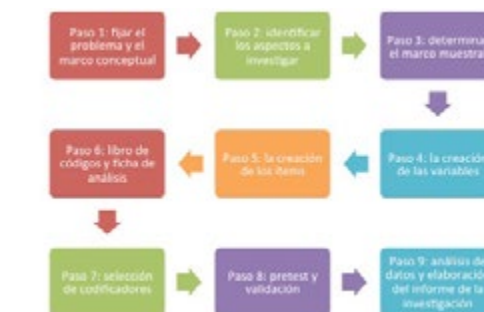 Paso 1: fijar el
problema y el
marco conceptual
Paso 2: identificar
los aspectos a
investigar
Paso 3: determina
el marco muestra
Paso 4: la creación
de las variables
Paso 5: la creación
de los ítems
Paso 6: libro de
códigos y ficha de
análisis
Paso 7: selección
de codificadores
Paso 8: pretest y
validación
Paso 9: análisis de
datos y elaboración
del informe de la
investigación